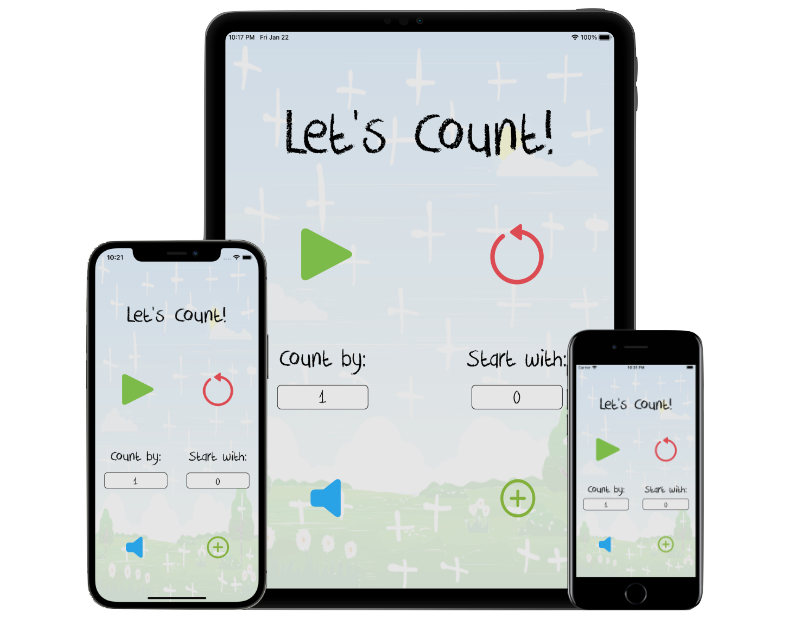 10:17 PM Fri Jan 22
100%
Let's Count!
Count by:
Start with:
1
0
10:21
Let's Count!
Count by:
Start with:
1
0
Carrier
10:31 PM
Let's Count!
Count by:
Start with:
1
0